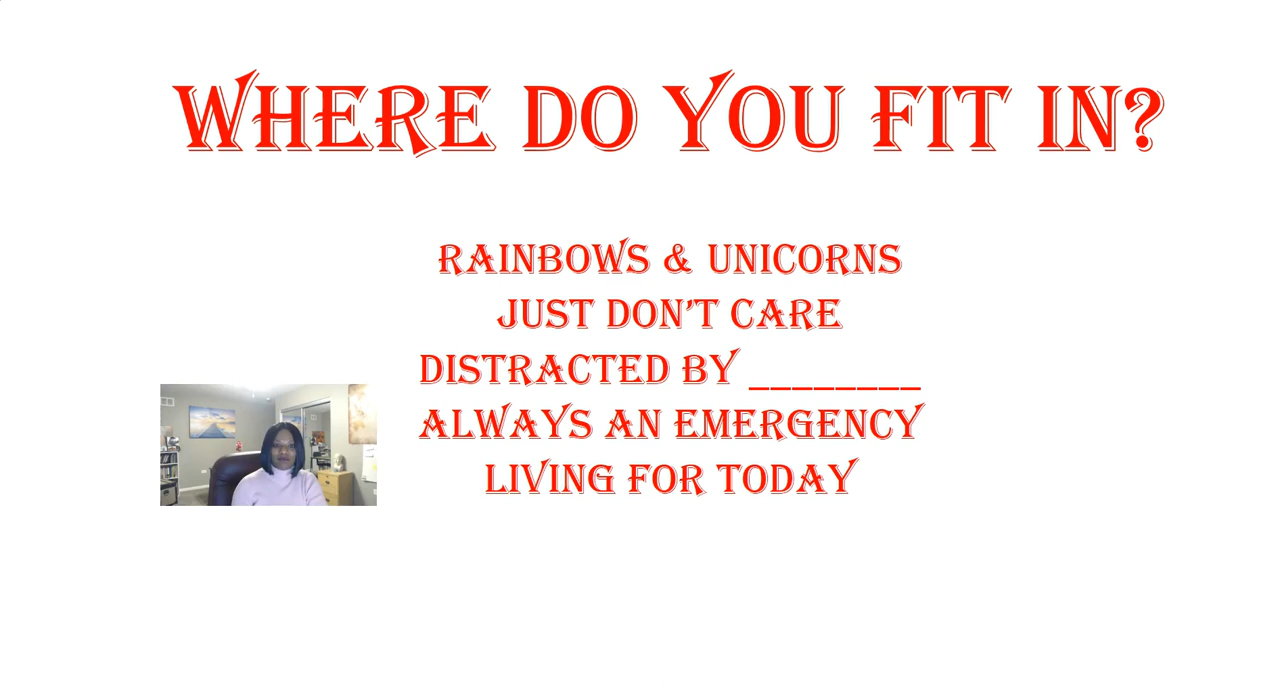 WHERE DO YOU FIT IN?
RAINBOWS & UNICORNS
JUST DON'T CARE
DISTRACTED BY ________
ALWAYS AN EMERGENCY
LIVING FOR TODAY